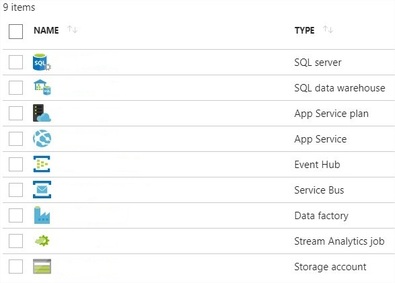 9 items
NAME TYPE
SQL SQL server
SQL data warehouse
App Service plan
App Service
Event Hub
Service Bus
Data factory
Stream Analytics job
Storage account